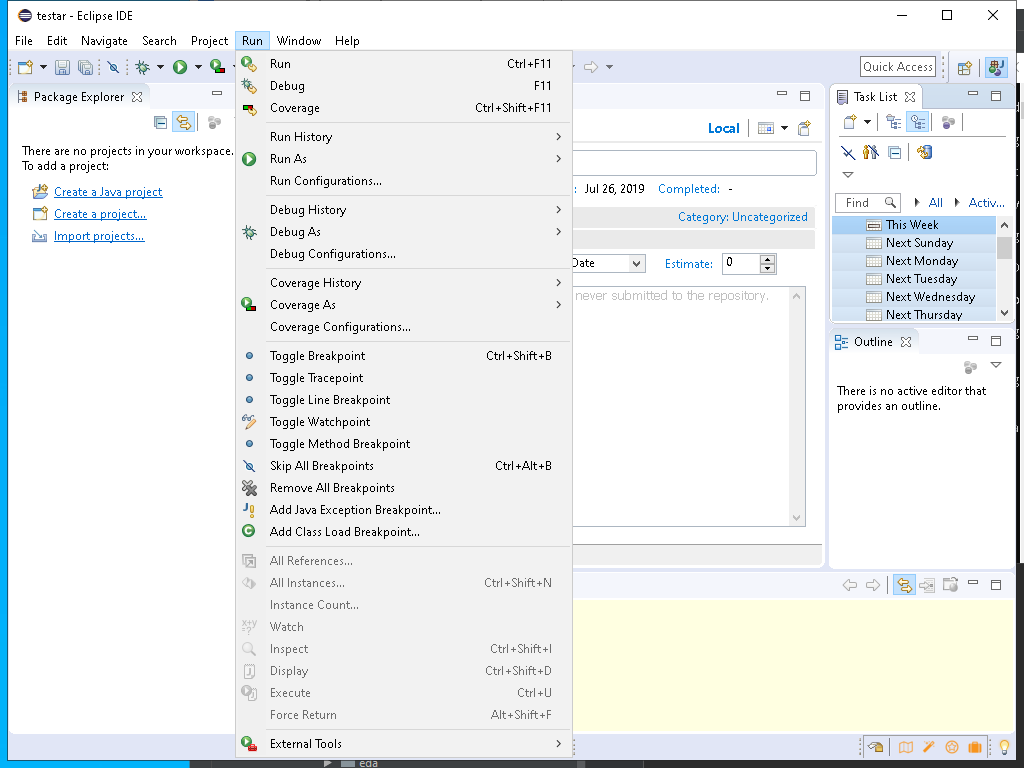 testar - Eclipse IDE
File Edit Navigate Search Project Run Window Help
Quick Access
Package Explorer
There are no projects in your workspace.
To add a project:
Create a Java project
Create a project...
Import projects...
Run Ctrl+F11
Debug F11
Coverage Ctrl+Shift+F11
Run History
Run As
Run Configurations...
Debug History
Debug As
Debug Configurations...
Coverage History
Coverage As
Coverage Configurations...
Toggle Breakpoint Ctrl+Shift+B
Toggle Tracepoint
Toggle Line Breakpoint
Toggle Watchpoint
Toggle Method Breakpoint
Skip All Breakpoints Ctrl+Alt+B
Remove All Breakpoints
Add Java Exception Breakpoint...
Add Class Load Breakpoint...
All References...
All Instances... Ctrl+Shift+N
Instance Count...
Watch
Inspect Ctrl+Shift+I
Display Ctrl+Shift+D
Execute Ctrl+U
Force Return Alt+Shift+F
External Tools
Local
: Jul 26, 2019 Completed: -
Category: Uncategorized
Date Estimate: 0
never submitted to the repository.
Task List
Find All Activ...
This Week
Next Sunday
Next Monday
Next Tuesday
Next Wednesday
Next Thursday
Outline
There is no active editor that
provides an outline.
eda